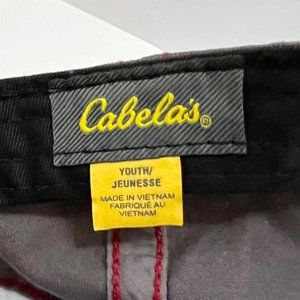 Cabela's®
YOUTH/
JEUNESSE
MADE IN VIETNAM
FABRIQUÉ AU
VIETNAM